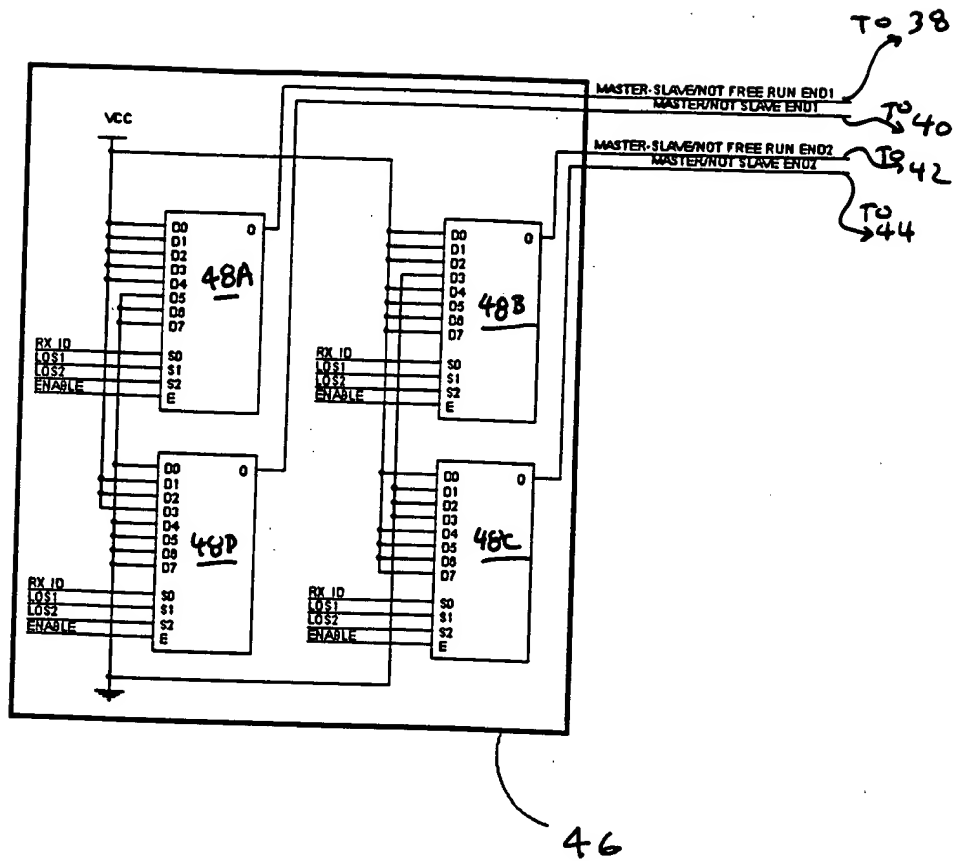 TO 38
MASTER-SLAVE/NOT FREE RUN END1
MASTER/NOT SLAVE END1
TO 40
MASTER-SLAVE/NOT FREE RUN END2
MASTER/NOT SLAVE END2
TO 42
TO 44
VCC
D0 O
D1
D2
D3
D4
D5
D6
D7
48A
RX ID S0
LOS1 S1
LOS2 S2
ENABLE E
D0 O
D1
D2
D3
D4
D5
D6
D7
48B
RX ID S0
LOS1 S1
LOS2 S2
ENABLE E
D0 O
D1
D2
D3
D4
D5
D6
D7
48D
RX ID S0
LOS1 S1
LOS2 S2
ENABLE E
D0 O
D1
D2
D3
D4
D5
D6
D7
48C
RX ID S0
LOS1 S1
LOS2 S2
ENABLE E
46